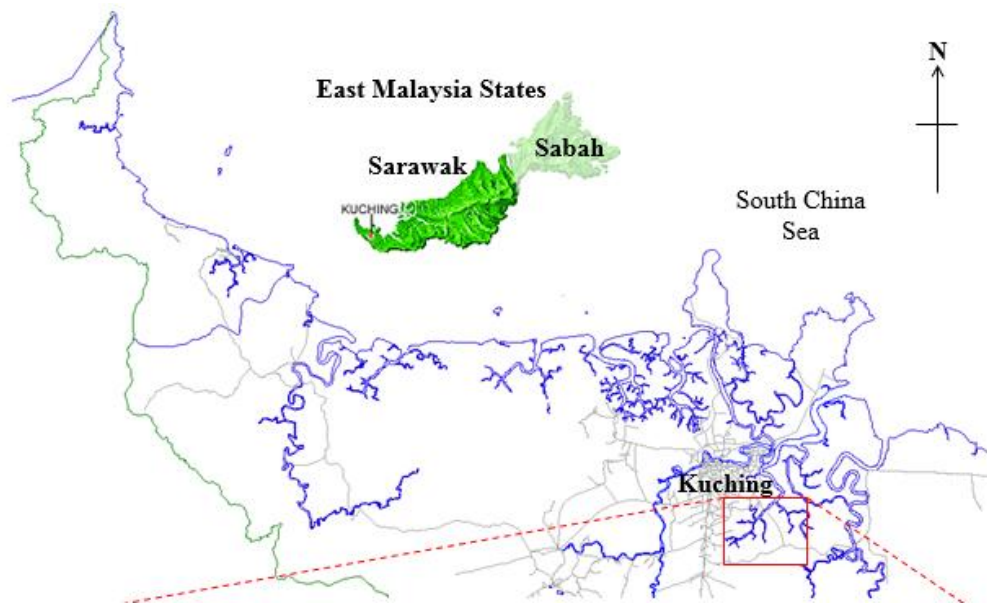 N
East Malaysia States
Sabah
Sarawak
KUCHING
South China
Sea
Kuching